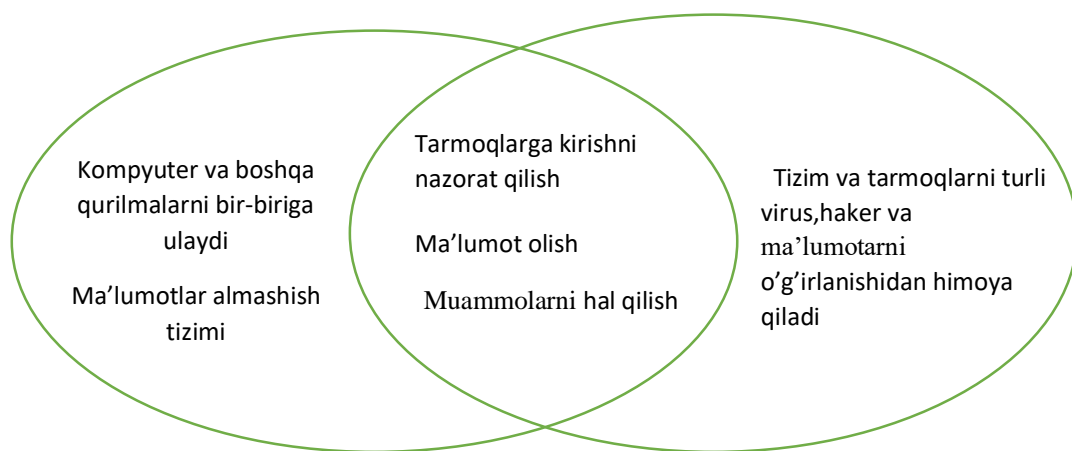 Kompyuter va boshqa
qurilmalarni bir-biriga
ulaydi
Ma’lumotlar almashish
tizimi
Tarmoqlarga kirishni
nazorat qilish
Ma’lumot olish
Muammolarni hal qilish
Tizim va tarmoqlarni turli
virus,haker va
ma’lumotarni
o’g’irlanishidan himoya
qiladi